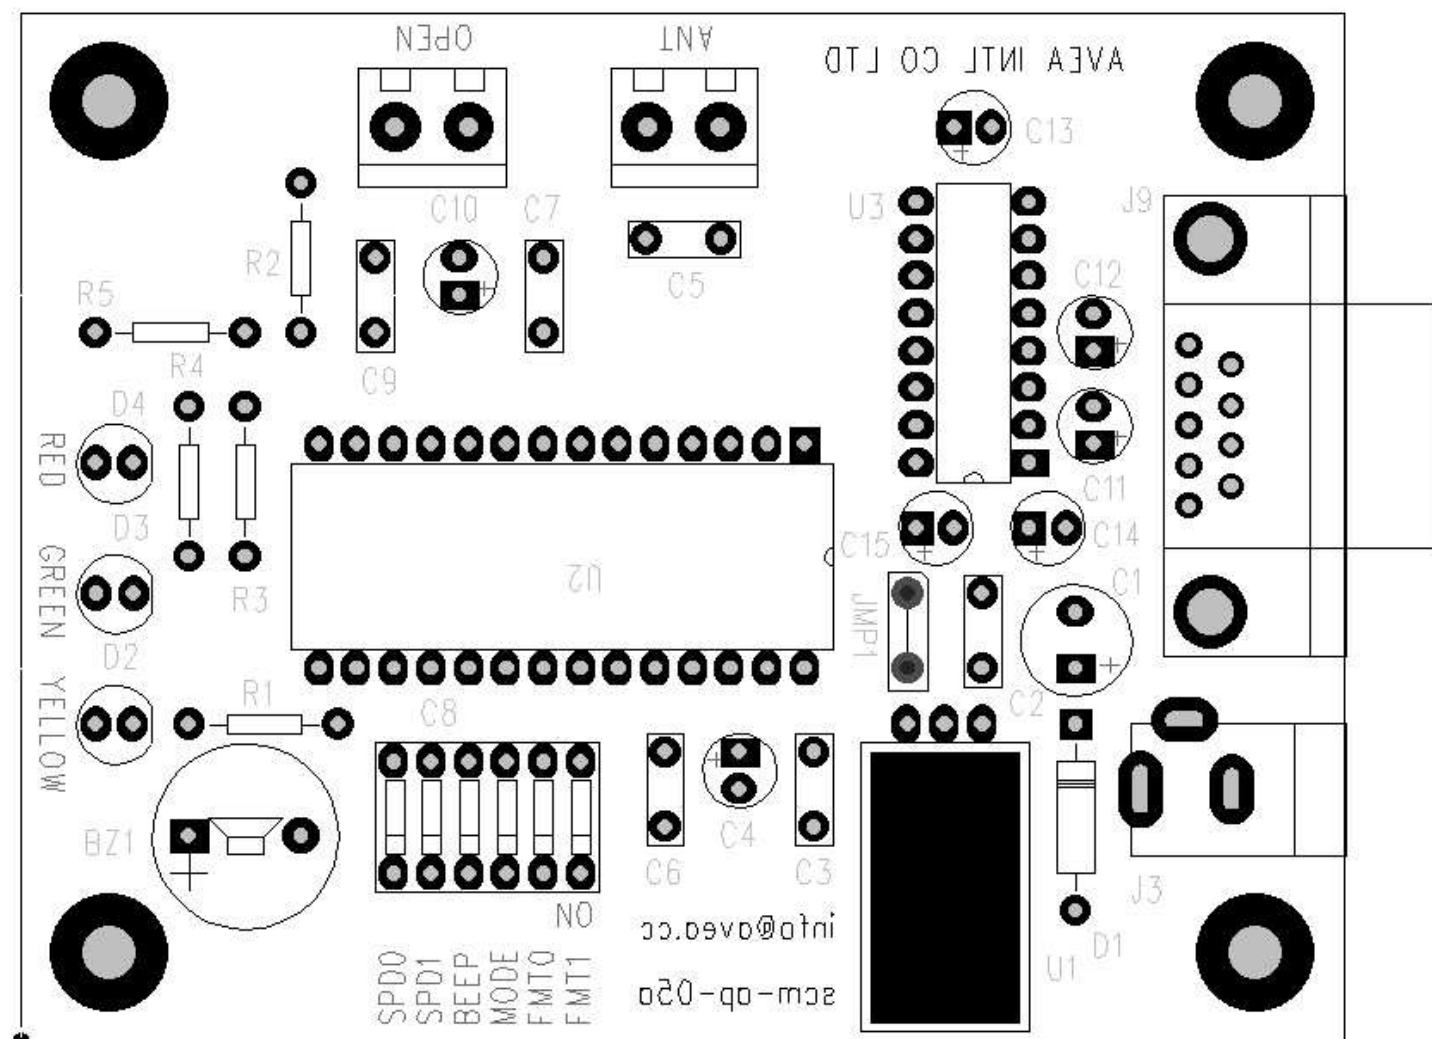 OPEN
ANT
AVEA INTL CO LTD
C13
C10
C7
U3
J9
R2
C5
C12
R5
R4
C9
D4
RED
C11
D3
C15
C14
GREEN
R3
U2
JMP1
C1
D2
YELLOW
R1
C8
C2
BZ1
C6
C4
C3
J3
ON
info@avea.cc
D1
U1
SPD0
SPD1
BEEP
MODE
FMT0
FMT1
scm-ap-05a